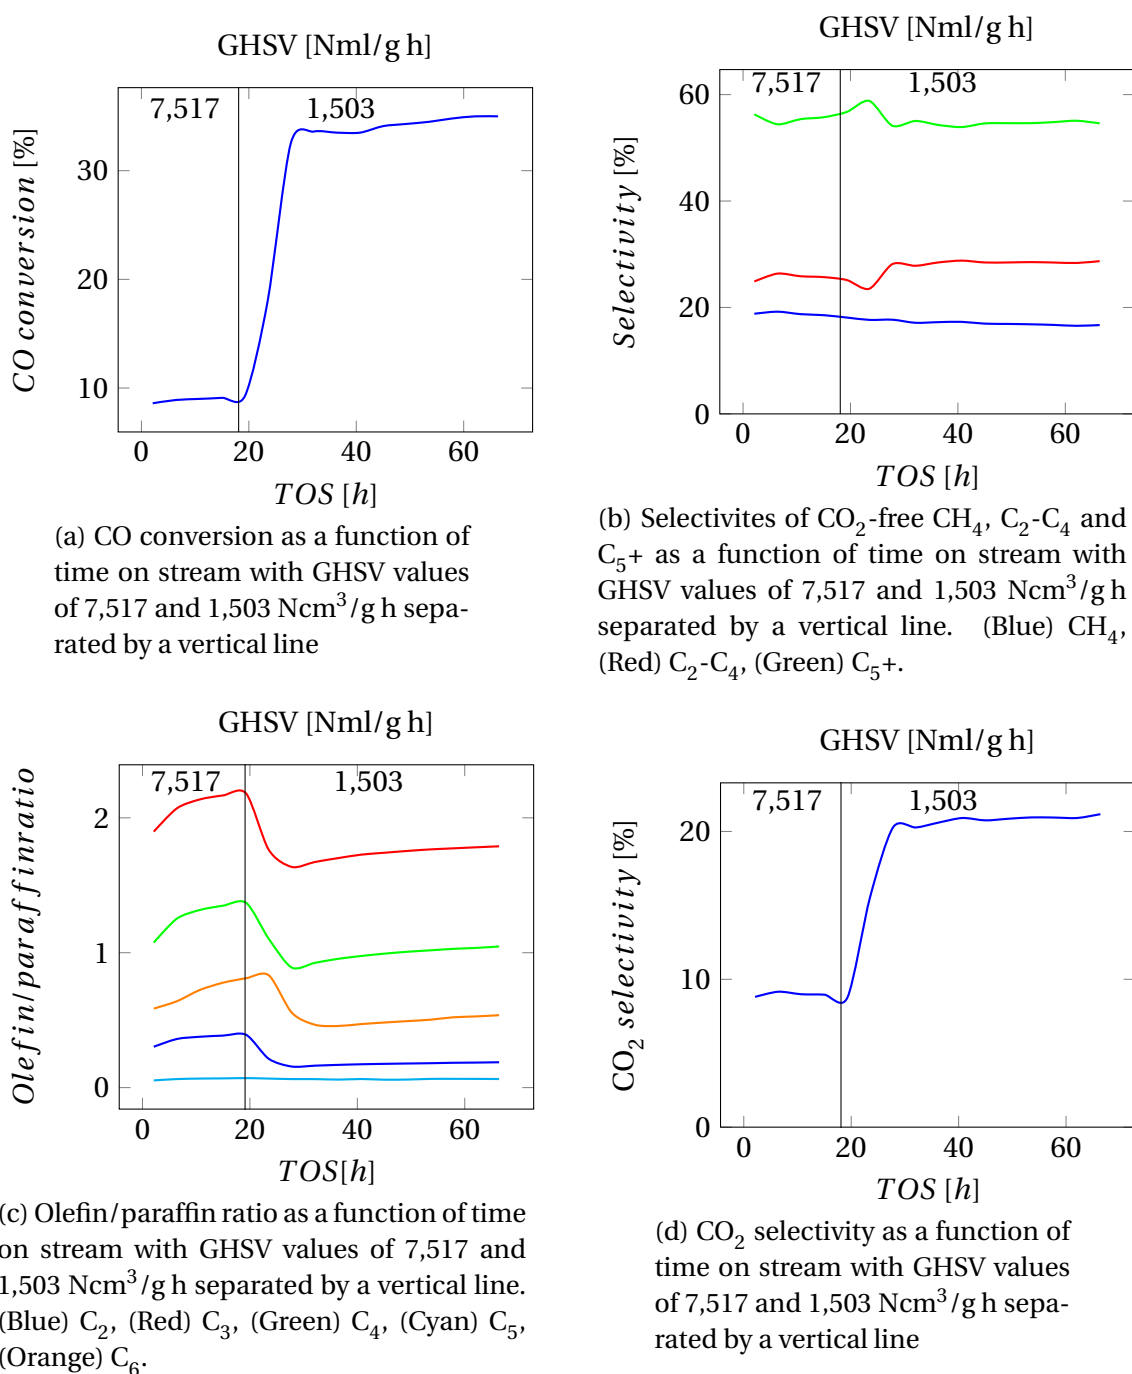 GHSV [Nml/g h]
7,517 1,503
CO conversion [%]
30
20
10
0 20 40 60
TOS [h]
(a) CO conversion as a function of
time on stream with GHSV values
of 7,517 and 1,503 Ncm³/g h sepa-
rated by a vertical line
GHSV [Nml/g h]
7,517 1,503
Selectivity [%]
60
40
20
0
0 20 40 60
TOS [h]
(b) Selectivites of CO₂-free CH₄, C₂-C₄ and
C₅+ as a function of time on stream with
GHSV values of 7,517 and 1,503 Ncm³/g h
separated by a vertical line. (Blue) CH₄,
(Red) C₂-C₄, (Green) C₅+.
GHSV [Nml/g h]
7,517 1,503
Olefin/paraffinratio
2
1
0
0 20 40 60
TOS[h]
(c) Olefin/paraffin ratio as a function of time
on stream with GHSV values of 7,517 and
1,503 Ncm³/g h separated by a vertical line.
(Blue) C₂, (Red) C₃, (Green) C₄, (Cyan) C₅,
(Orange) C₆.
GHSV [Nml/g h]
7,517 1,503
CO₂ selectivity [%]
20
10
0
0 20 40 60
TOS [h]
(d) CO₂ selectivity as a function of
time on stream with GHSV values
of 7,517 and 1,503 Ncm³/g h sepa-
rated by a vertical line